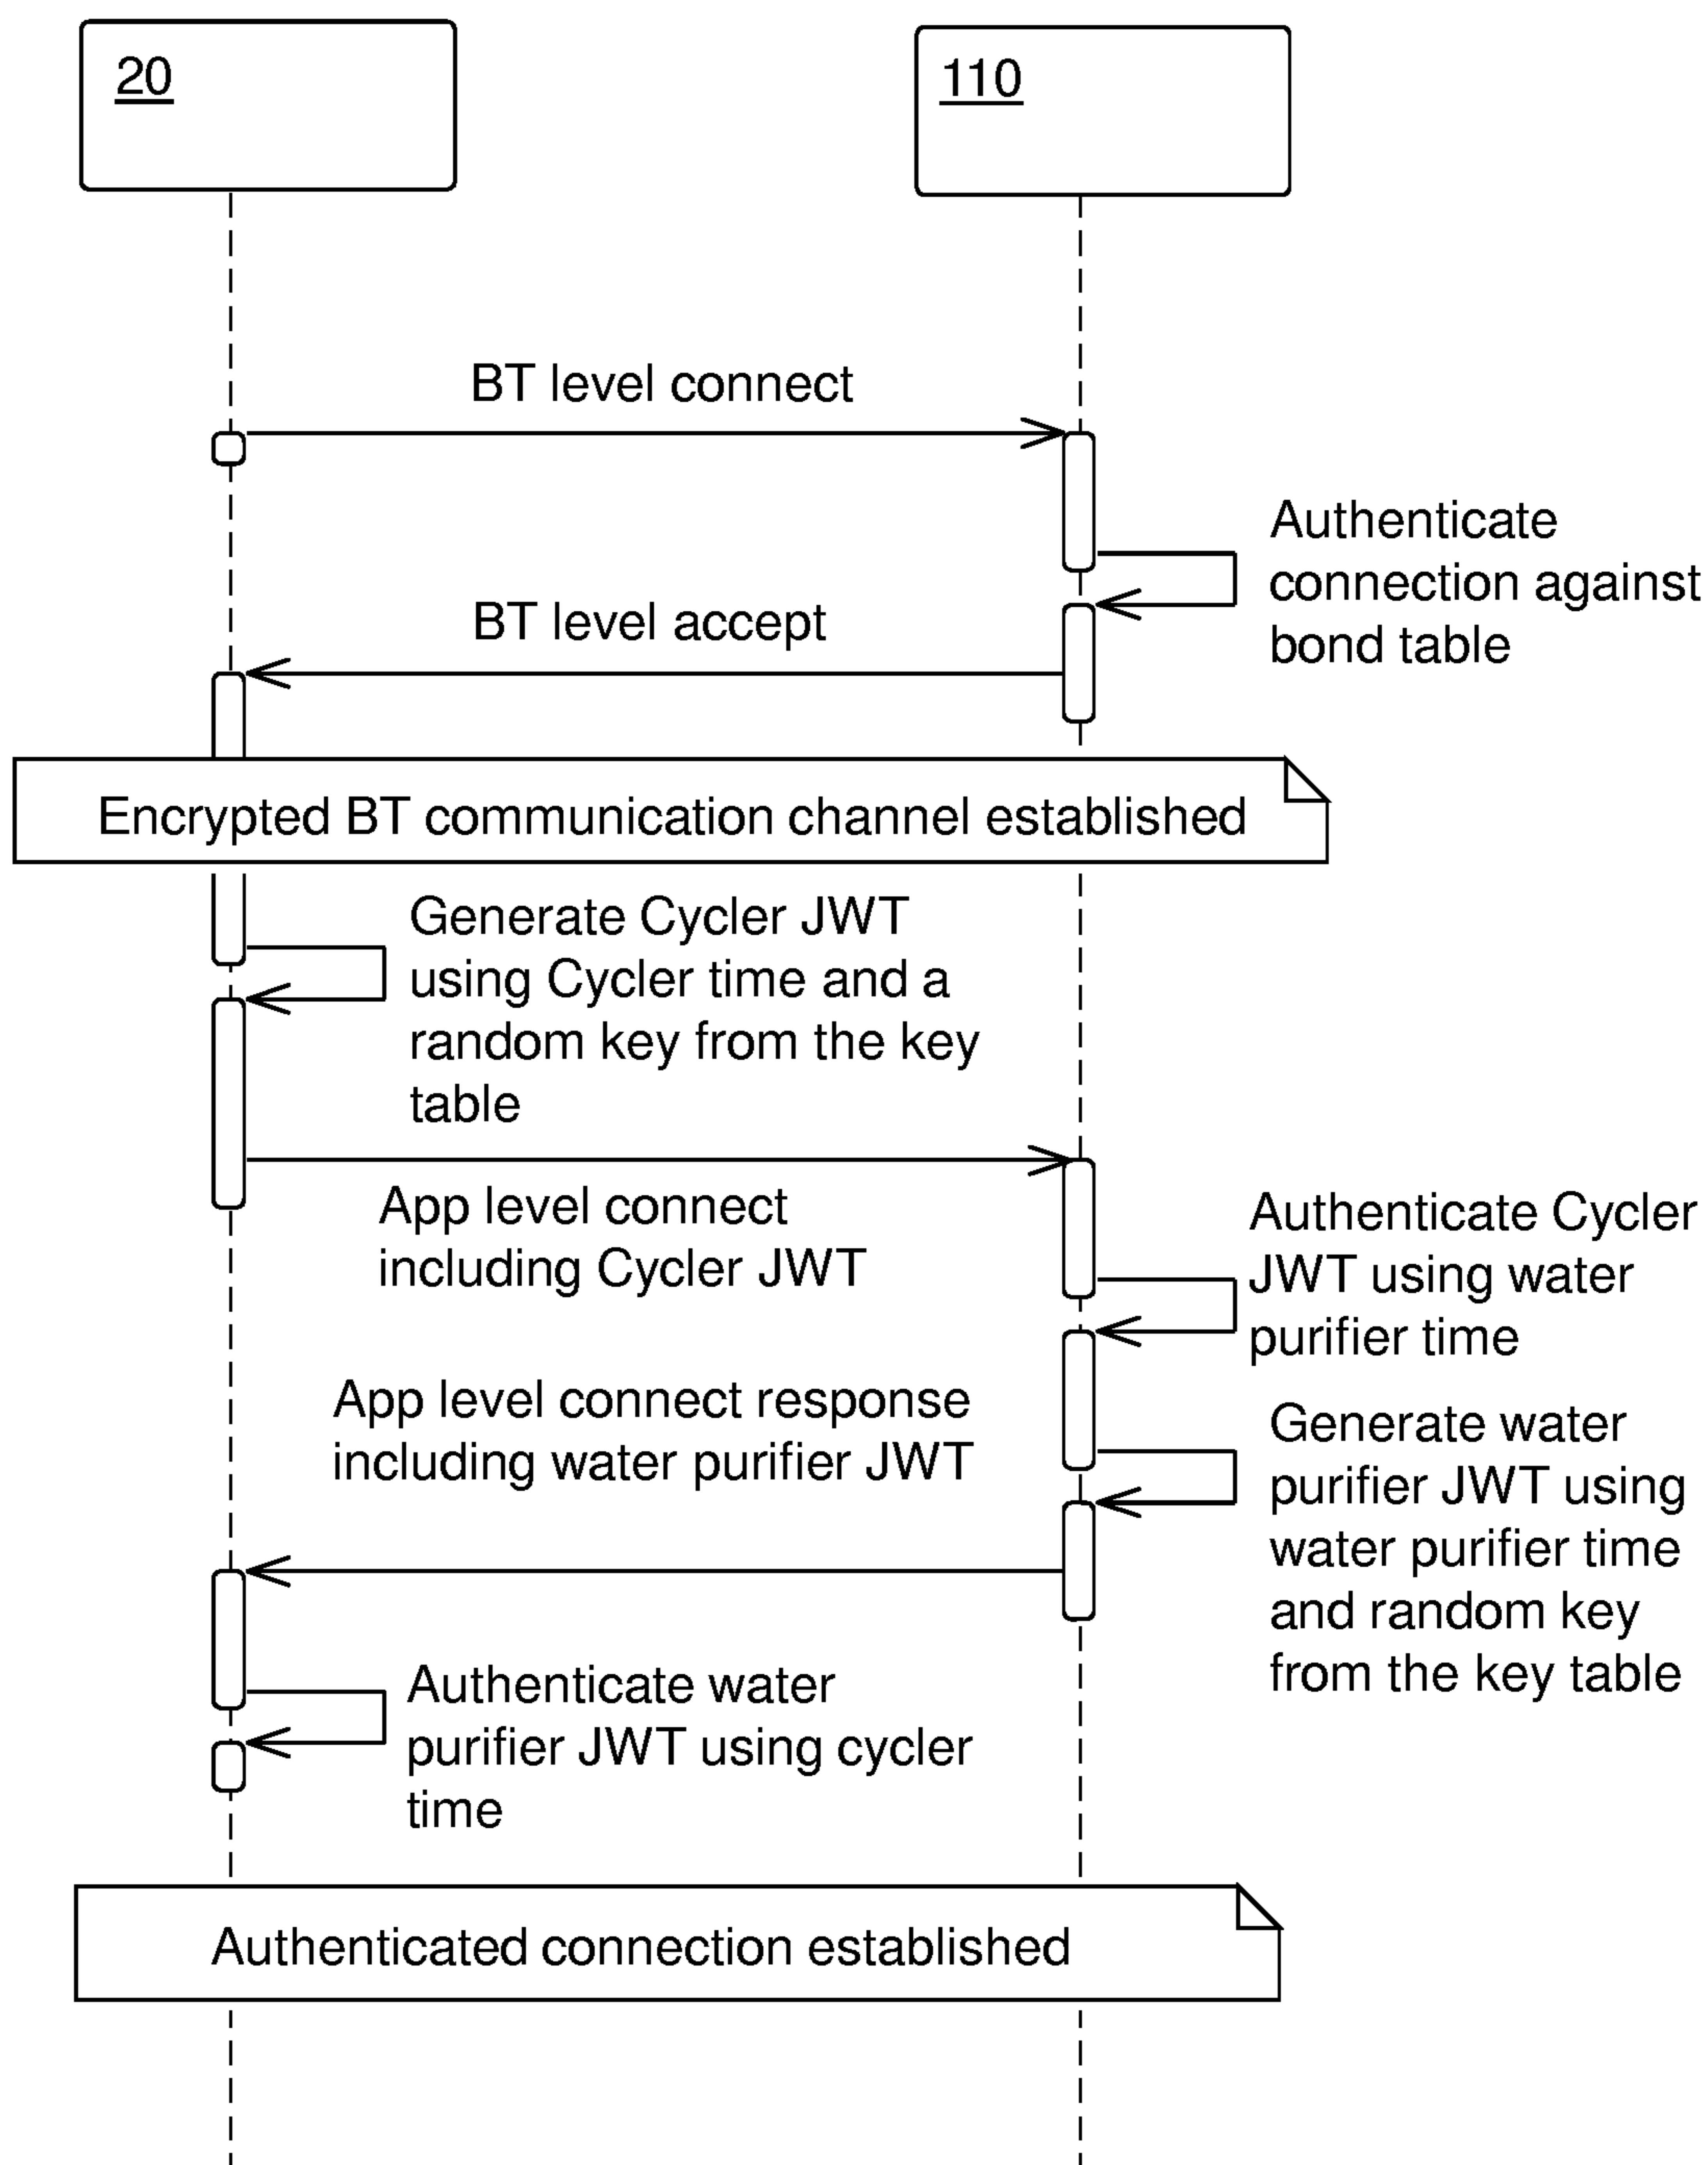 20
110
BT level connect
Authenticate
connection against
bond table
BT level accept
Encrypted BT communication channel established
Generate Cycler JWT
using Cycler time and a
random key from the key
table
App level connect
including Cycler JWT
Authenticate Cycler
JWT using water
purifier time
App level connect response
including water purifier JWT
Generate water
purifier JWT using
water purifier time
and random key
from the key table
Authenticate water
purifier JWT using cycler
time
Authenticated connection established